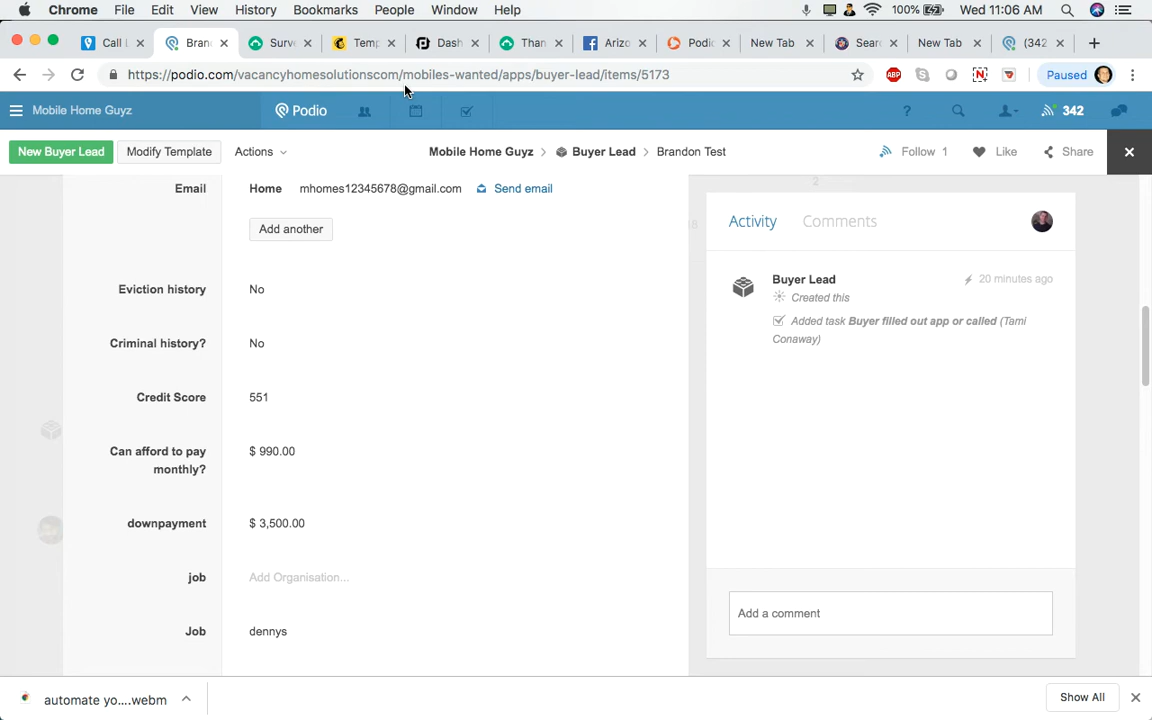 Chrome File Edit View History Bookmarks People Window Help 100% Wed 11:06 AM
Call L Bran Surve Temp Dash Than Arizo Podic New Tab Searc New Tab (342
https://podio.com/vacancyhomesolutionscom/mobiles-wanted/apps/buyer-lead/items/5173 ABP Paused
Mobile Home Guyz Podio ? 342
New Buyer Lead Modify Template Actions Mobile Home Guyz Buyer Lead Brandon Test Follow 1 Like Share
Email Home mhomes12345678@gmail.com Send email
Add another
Eviction history No
Criminal history? No
Credit Score 551
Can afford to pay
monthly? $ 990.00
downpayment $ 3,500.00
job Add Organisation...
Job dennys
Activity Comments
Buyer Lead 20 minutes ago
Created this
Added task Buyer filled out app or called (Tami
Conaway)
Add a comment
automate yo....webm Show All